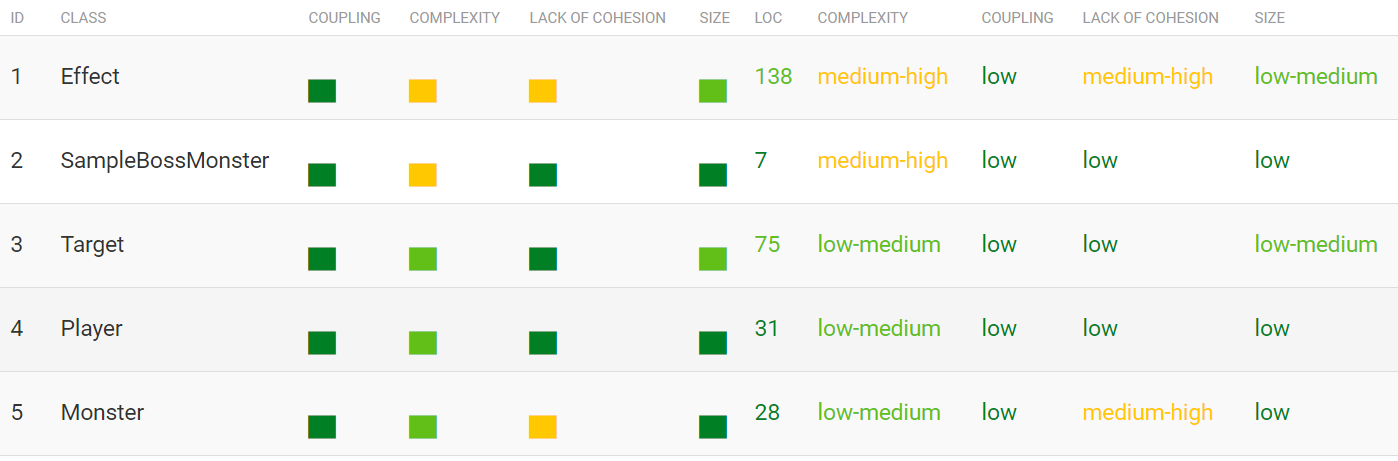 ID CLASS COUPLING COMPLEXITY LACK OF COHESION SIZE LOC COMPLEXITY COUPLING LACK OF COHESION SIZE
1 Effect 138 medium-high low medium-high low-medium
2 SampleBossMonster 7 medium-high low low low
3 Target 75 low-medium low low low-medium
4 Player 31 low-medium low low low
5 Monster 28 low-medium low medium-high low